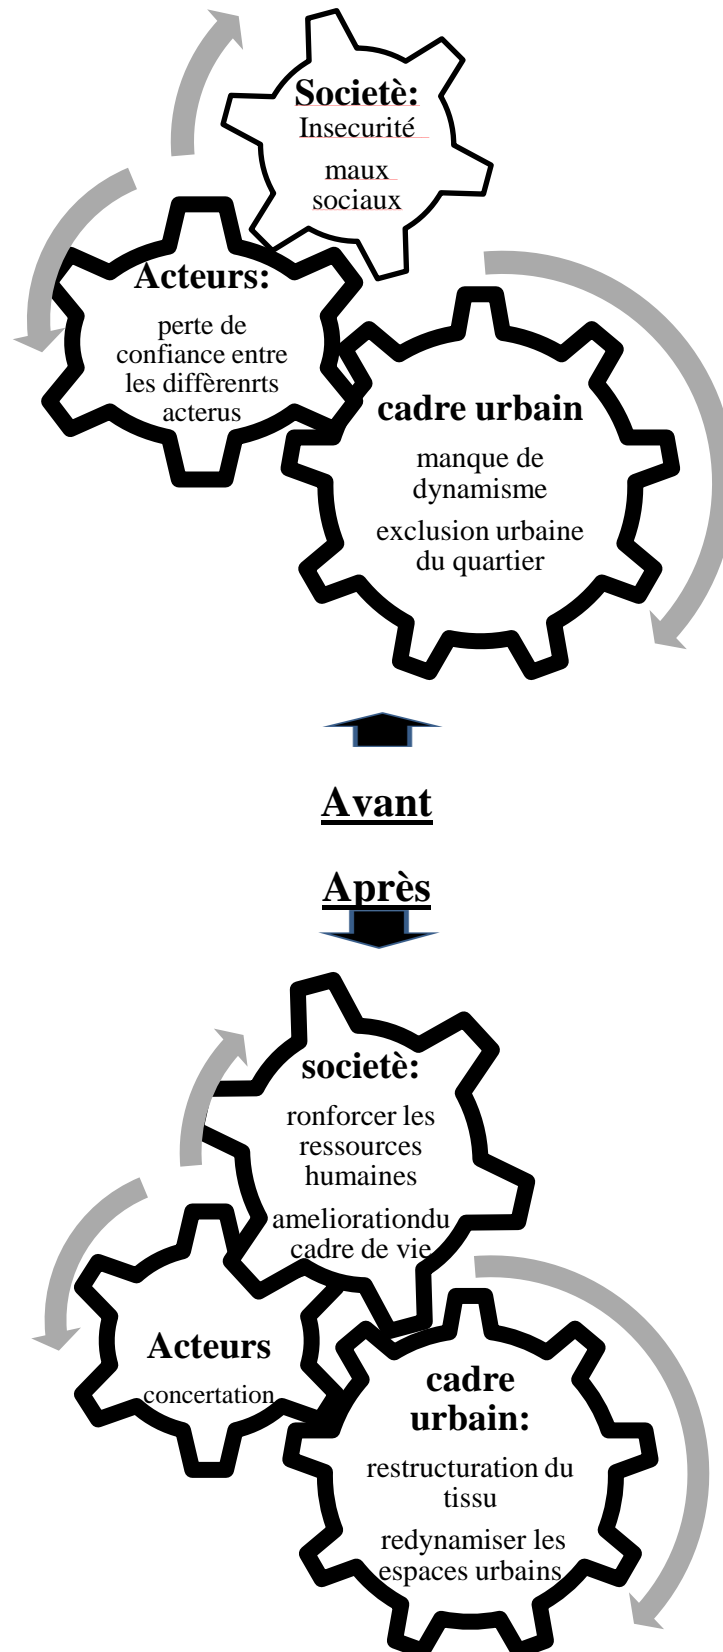 Societè:
Insecurité
maux
sociaux
Acteurs:
perte de
confiance entre
les diffèrenrts
acterus
cadre urbain
manque de
dynamisme
exclusion urbaine
du quartier
Avant
Après
societè:
ronforcer les
ressources
humaines
ameliorationdu
cadre de vie
Acteurs
concertation
cadre
urbain:
restructuration du
tissu
redynamiser les
espaces urbains